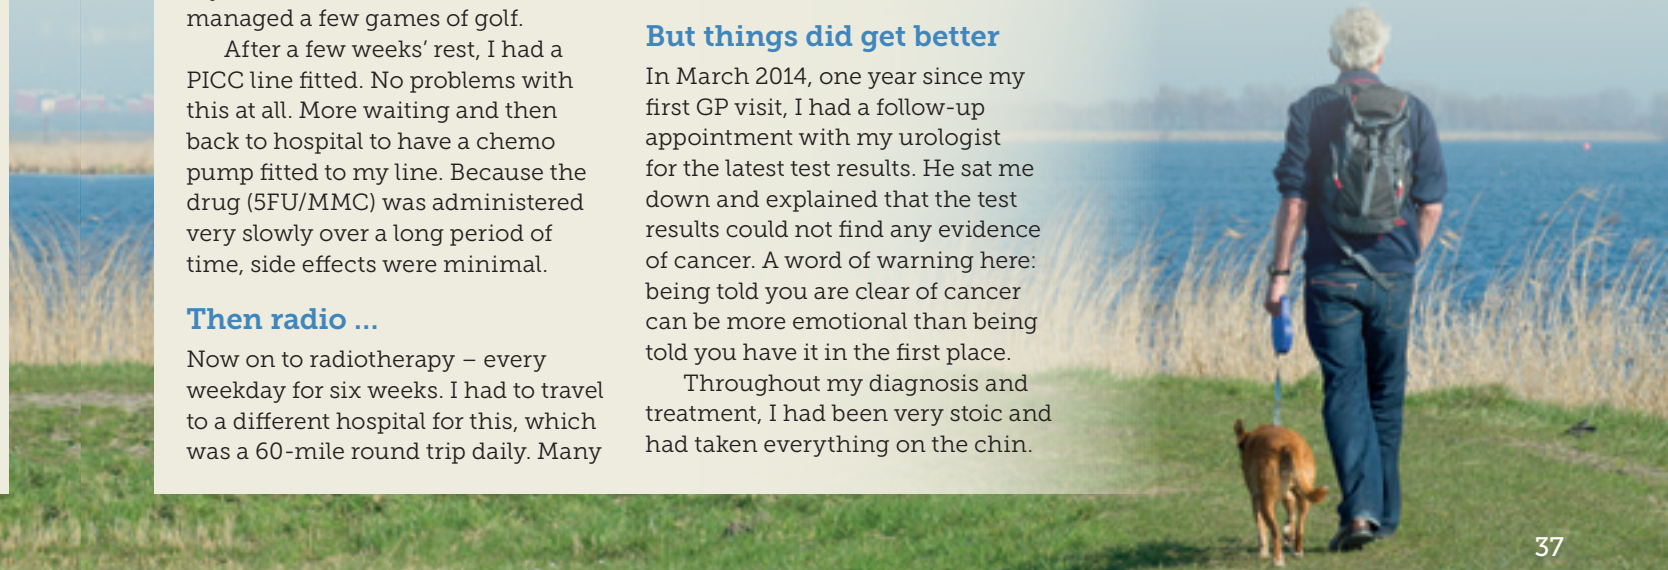 managed a few games of golf.
After a few weeks’ rest, I had a
PICC line fitted. No problems with
this at all. More waiting and then
back to hospital to have a chemo
pump fitted to my line. Because the
drug (5FU/MMC) was administered
very slowly over a long period of
time, side effects were minimal.
Then radio ...
Now on to radiotherapy – every
weekday for six weeks. I had to travel
to a different hospital for this, which
was a 60-mile round trip daily. Many
But things did get better
In March 2014, one year since my
first GP visit, I had a follow-up
appointment with my urologist
for the latest test results. He sat me
down and explained that the test
results could not find any evidence
of cancer. A word of warning here:
being told you are clear of cancer
can be more emotional than being
told you have it in the first place.
Throughout my diagnosis and
treatment, I had been very stoic and
had taken everything on the chin.
37